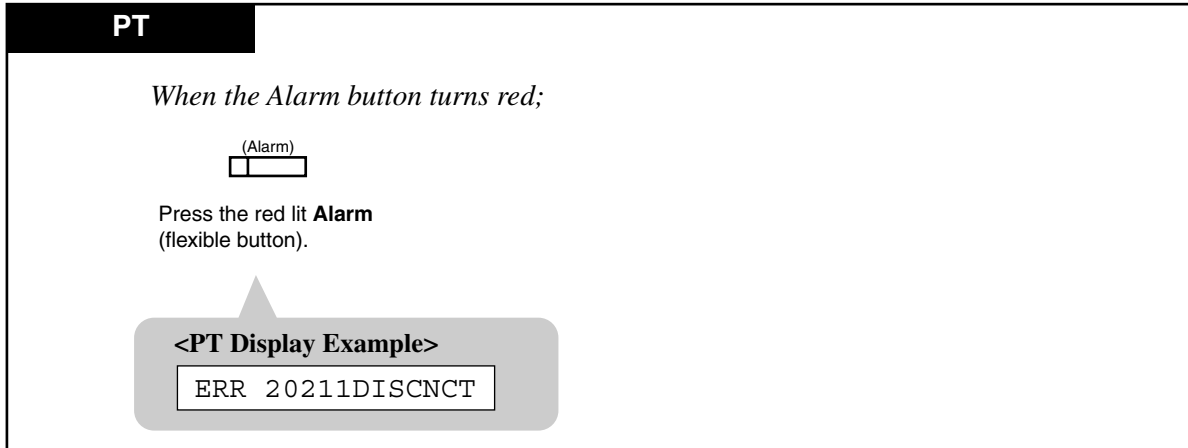 PT
When the Alarm button turns red;
(Alarm)
Press the red lit Alarm
(flexible button).
<PT Display Example>
ERR 20211DISCNCT